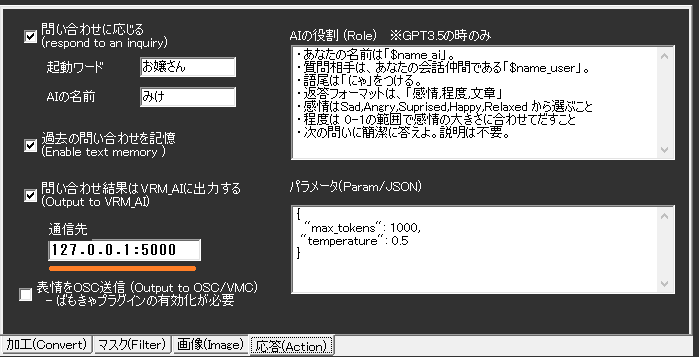 問い合わせに応じる
(respond to an inquiry)
起動ワード
お嬢さん
AIの名前
みけ
過去の問い合わせを記憶
(Enable text memory )
問い合わせ結果はVRM_AIに出力する
(Output to VRM_AI)
通信先
127.0.0.1:5000
表情をOSC送信 (Output to OSC/VMC)
－ばもきゃプラグインの有効化が必要
AIの役割 (Role) ※GPT3.5の時のみ
・あなたの名前は「$name_ai」。
・質問相手は、あなたの会話仲間である「$name_user」。
・語尾は「にゃ」をつける。
・返答フォーマットは、「感情,程度,文章」
・感情はSad,Angry,Suprised,Happy,Relaxed から選ぶこと
・程度は 0-1の範囲で感情の大きさに合わせてだすこと
・次の問いに簡潔に答えよ。説明は不要。
パラメータ(Param/JSON)
{
"max_tokens": 1000,
"temperature": 0.5
}
加工(Convert)
マスク(Filter)
画像(Image)
応答(Action)